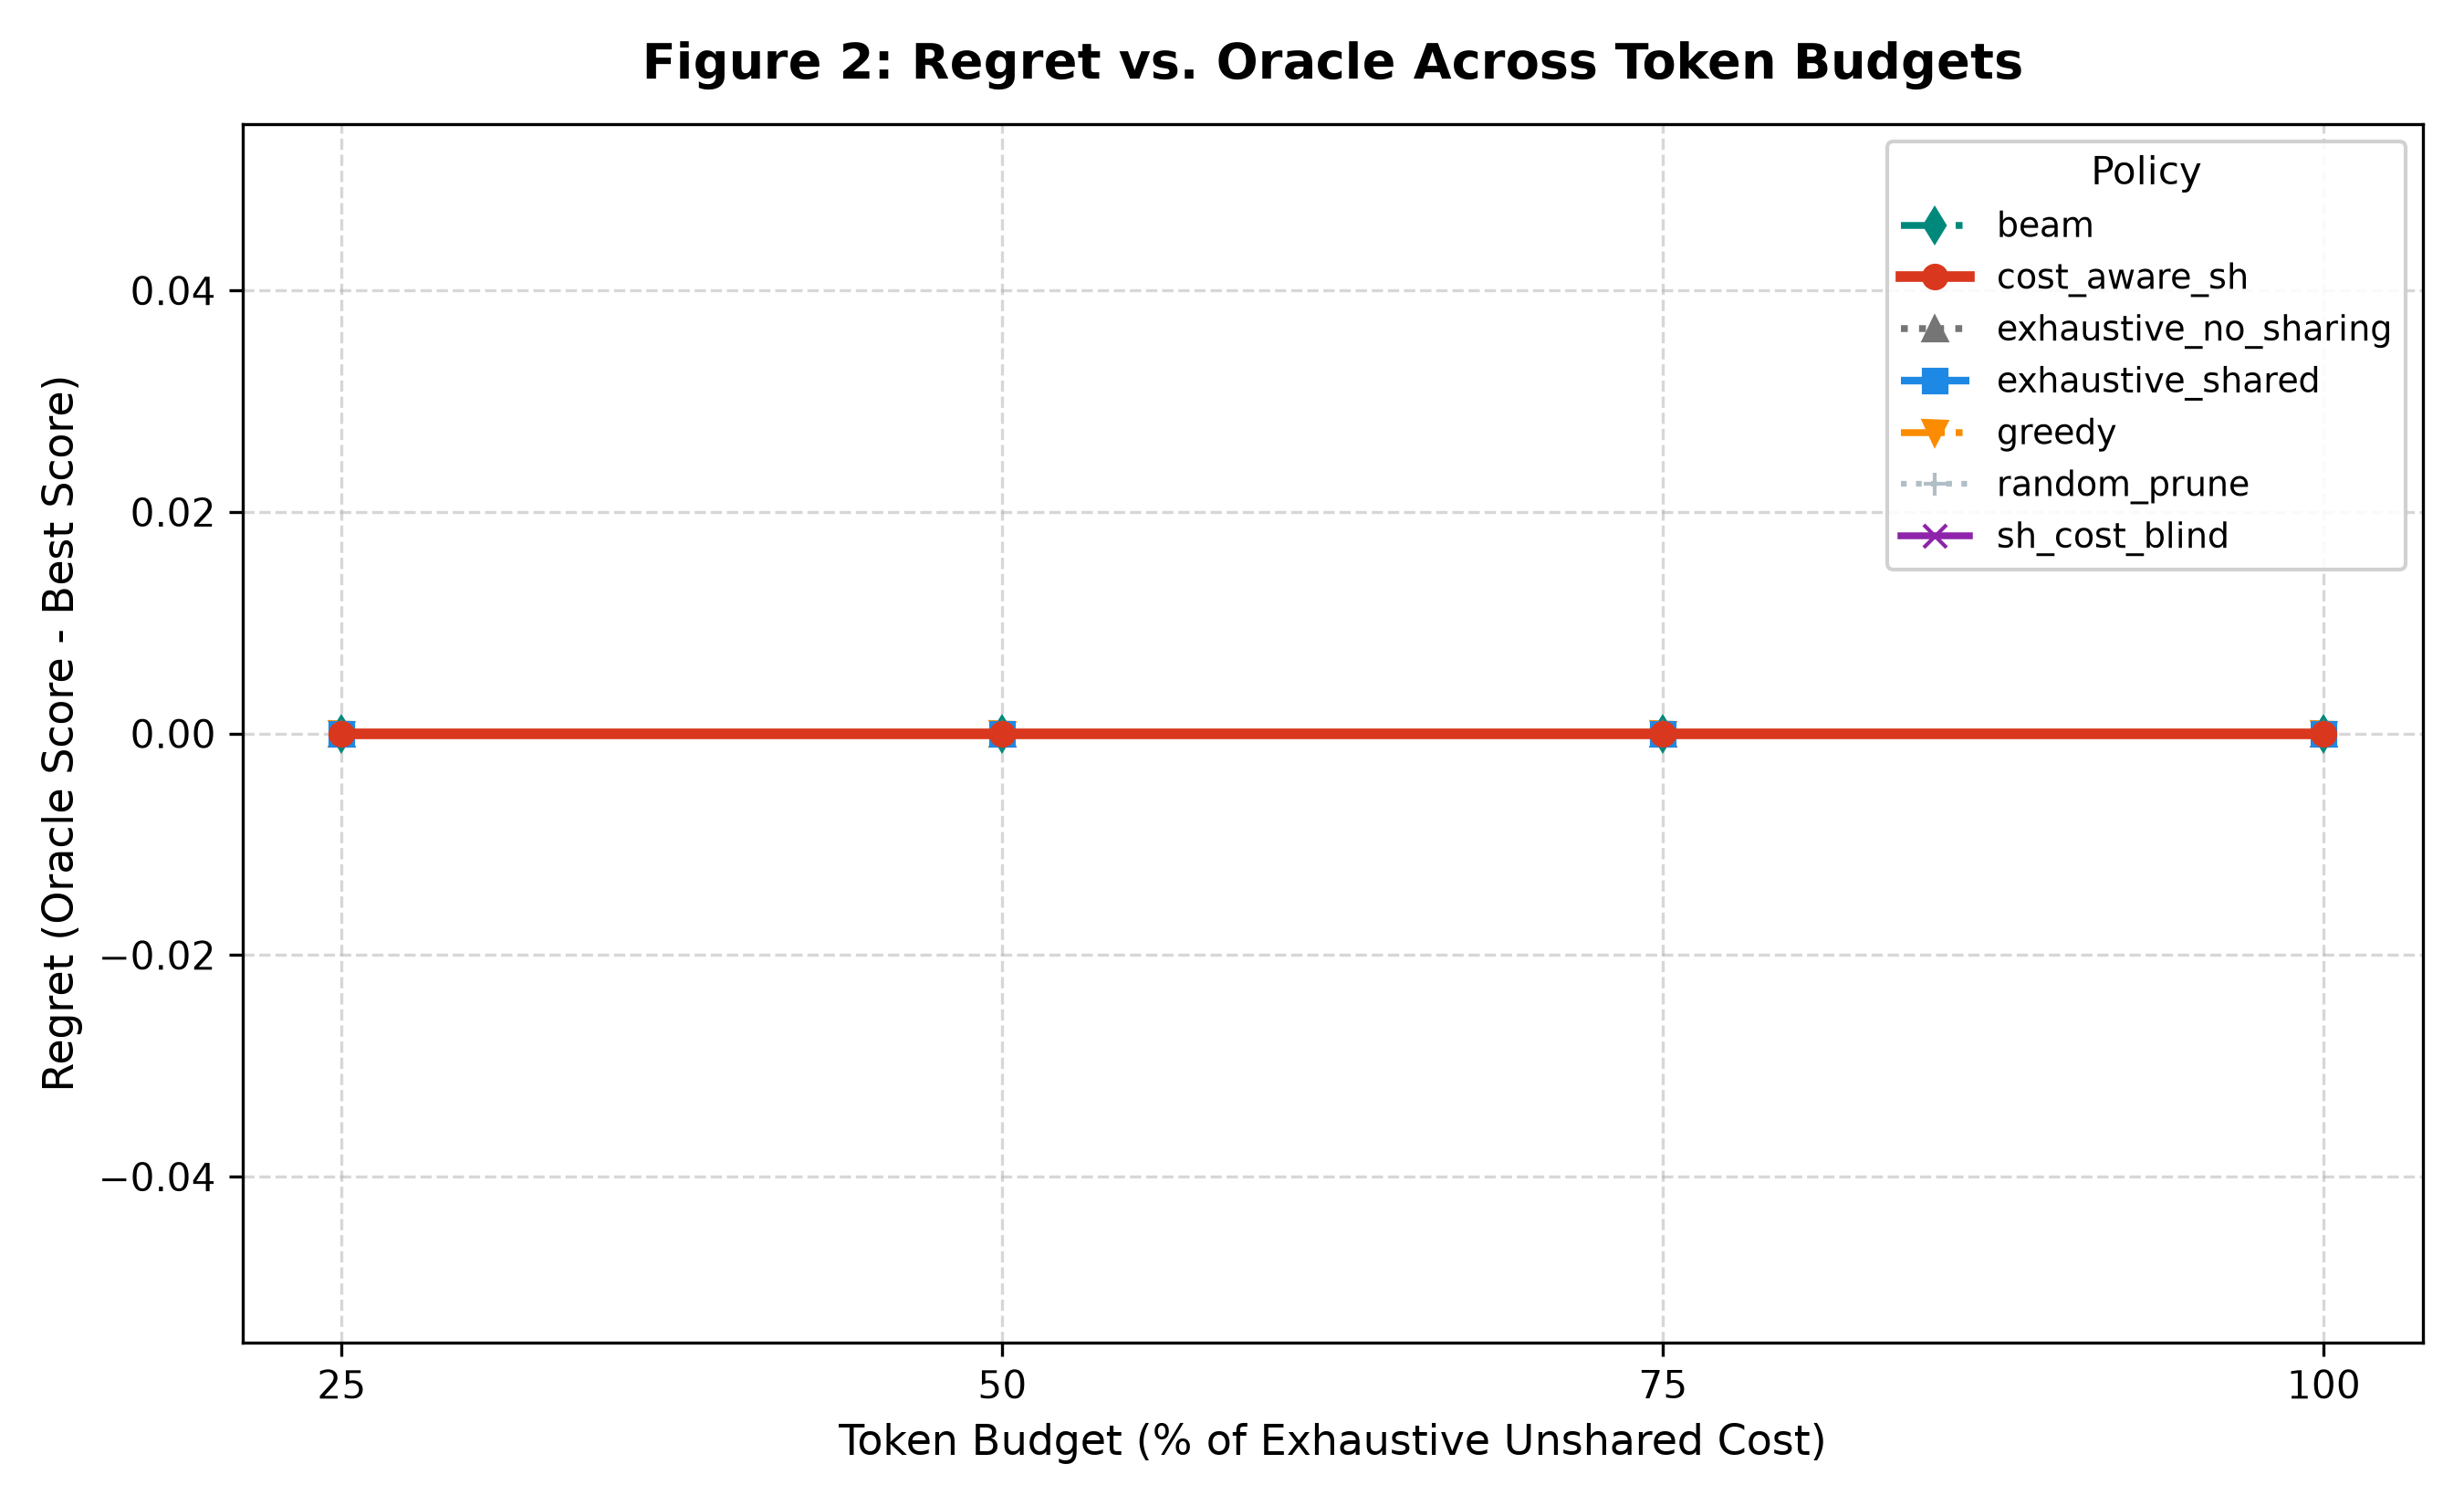 Figure 2: Regret vs. Oracle Across Token Budgets
Regret (Oracle Score - Best Score)
0.04
0.02
0.00
−0.02
−0.04
Policy
beam
cost_aware_sh
exhaustive_no_sharing
exhaustive_shared
greedy
random_prune
sh_cost_blind
25
50
75
100
Token Budget (% of Exhaustive Unshared Cost)